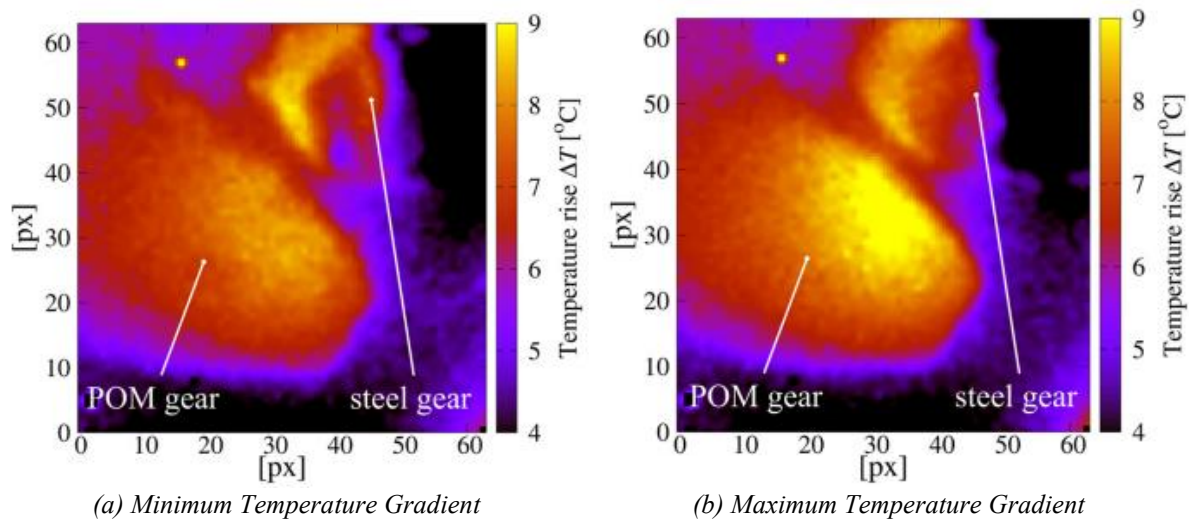 60
50
40
30
20
10
0
[px]
0 10 20 30 40 50 60
[px]
POM gear
steel gear
9
8
7
6
5
4
Temperature rise ΔT [°C]
(a) Minimum Temperature Gradient
60
50
40
30
20
10
0
[px]
0 10 20 30 40 50 60
[px]
POM gear
steel gear
9
8
7
6
5
4
Temperature rise ΔT [°C]
(b) Maximum Temperature Gradient